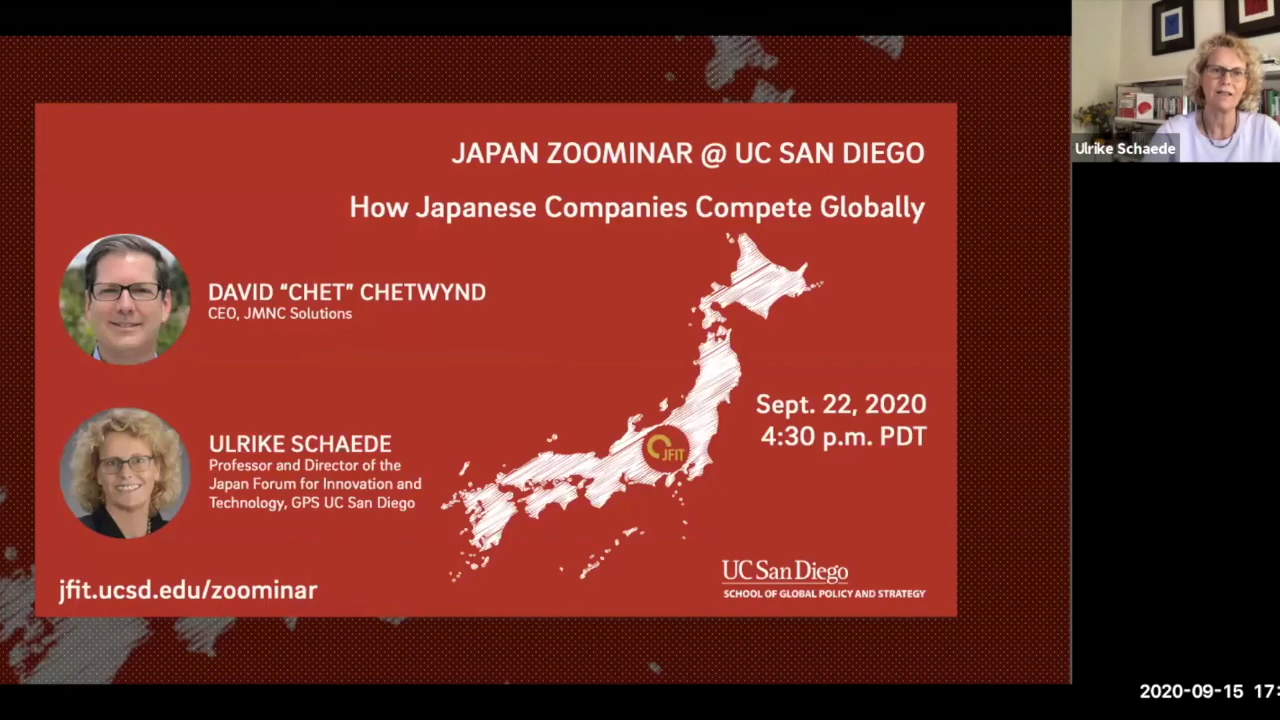 JAPAN ZOOMINAR @ UC SAN DIEGO
How Japanese Companies Compete Globally
DAVID “CHET” CHETWYND
CEO, JMNC Solutions
ULRIKE SCHAEDE
Professor and Director of the
Japan Forum for Innovation and
Technology, GPS UC San Diego
JFIT
Sept. 22, 2020
4:30 p.m. PDT
jfit.ucsd.edu/zoominar
UC San Diego
SCHOOL OF GLOBAL POLICY AND STRATEGY
Ulrike Schaede
2020-09-15 17: